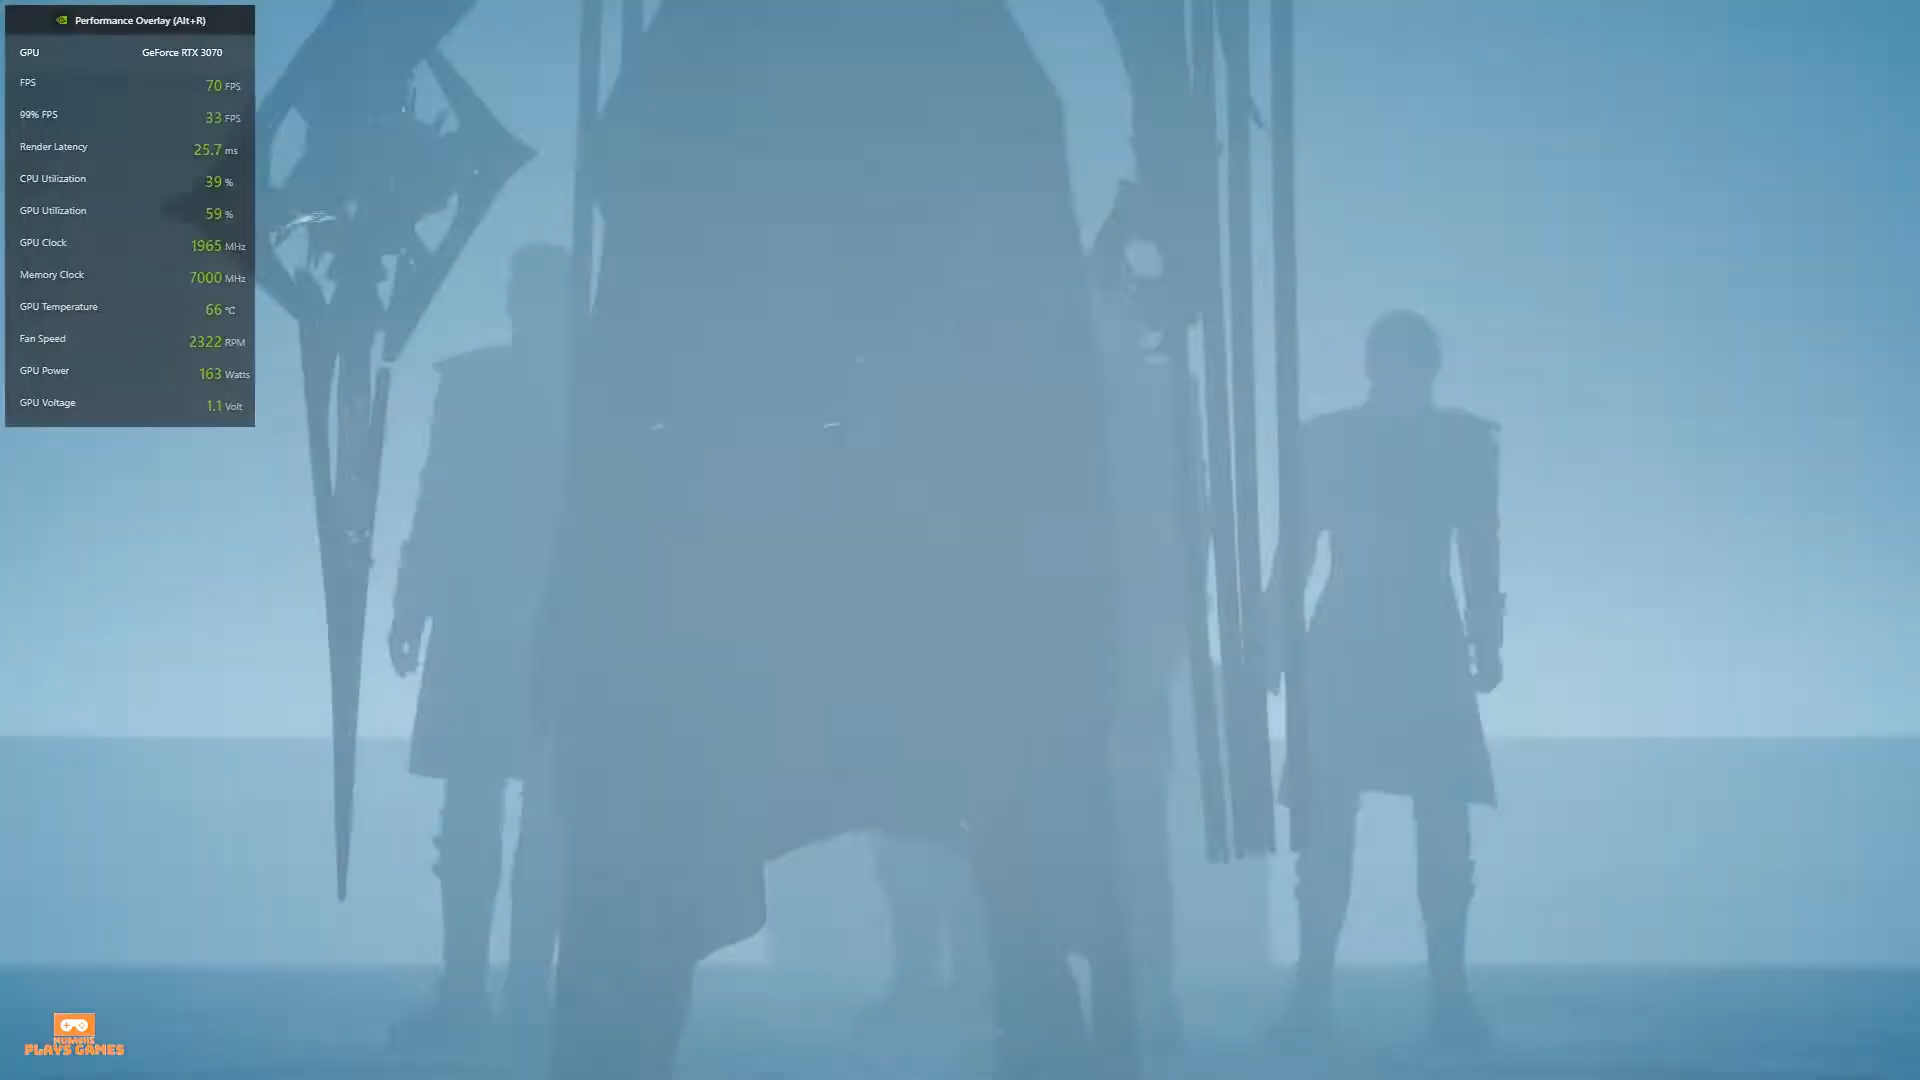 Performance Overlay (Alt+R)
GPU GeForce RTX 3070
FPS 70 FPS
99% FPS 33 FPS
Render Latency 25.7 ms
CPU Utilization 39 %
GPU Utilization 59 %
GPU Clock 1965 MHz
Memory Clock 7000 MHz
GPU Temperature 66 °C
Fan Speed 2322 RPM
GPU Power 163 Watts
GPU Voltage 1.1 Volt
PLAYS GAMES